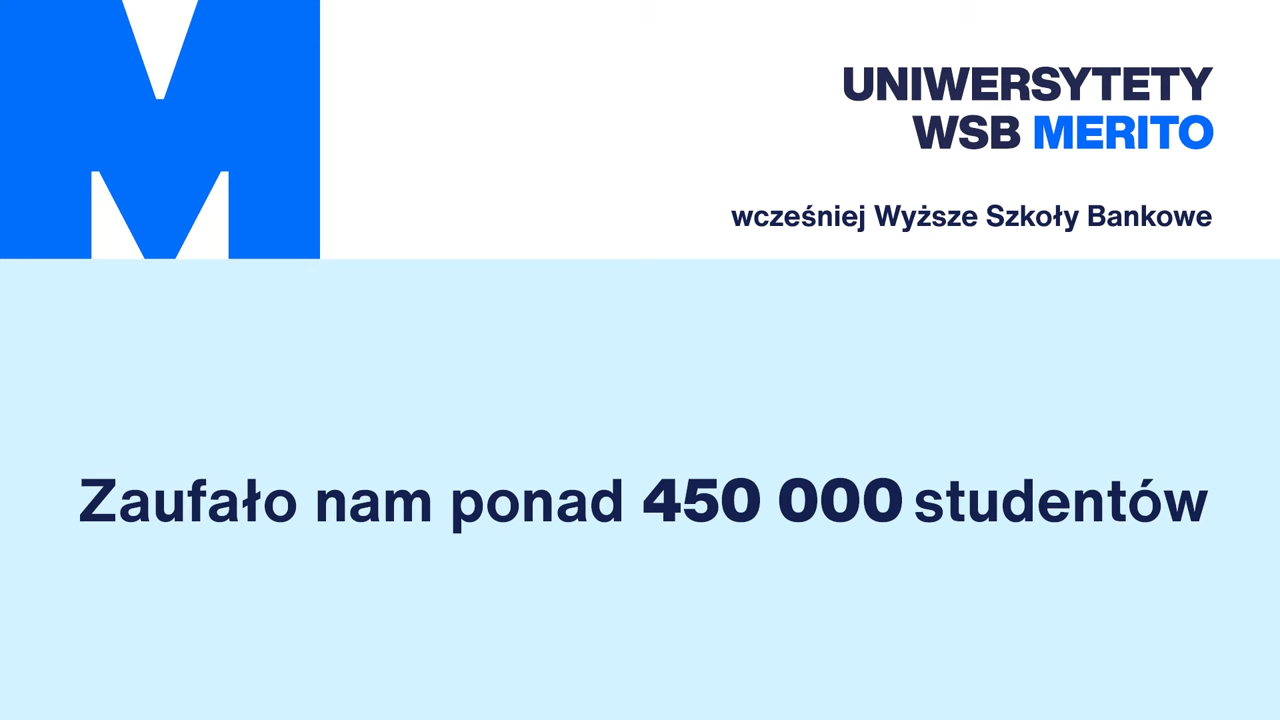 UNIWERSYTETY
WSB MERITO
wcześniej Wyższe Szkoły Bankowe
Zaufało nam ponad 450 000 studentów